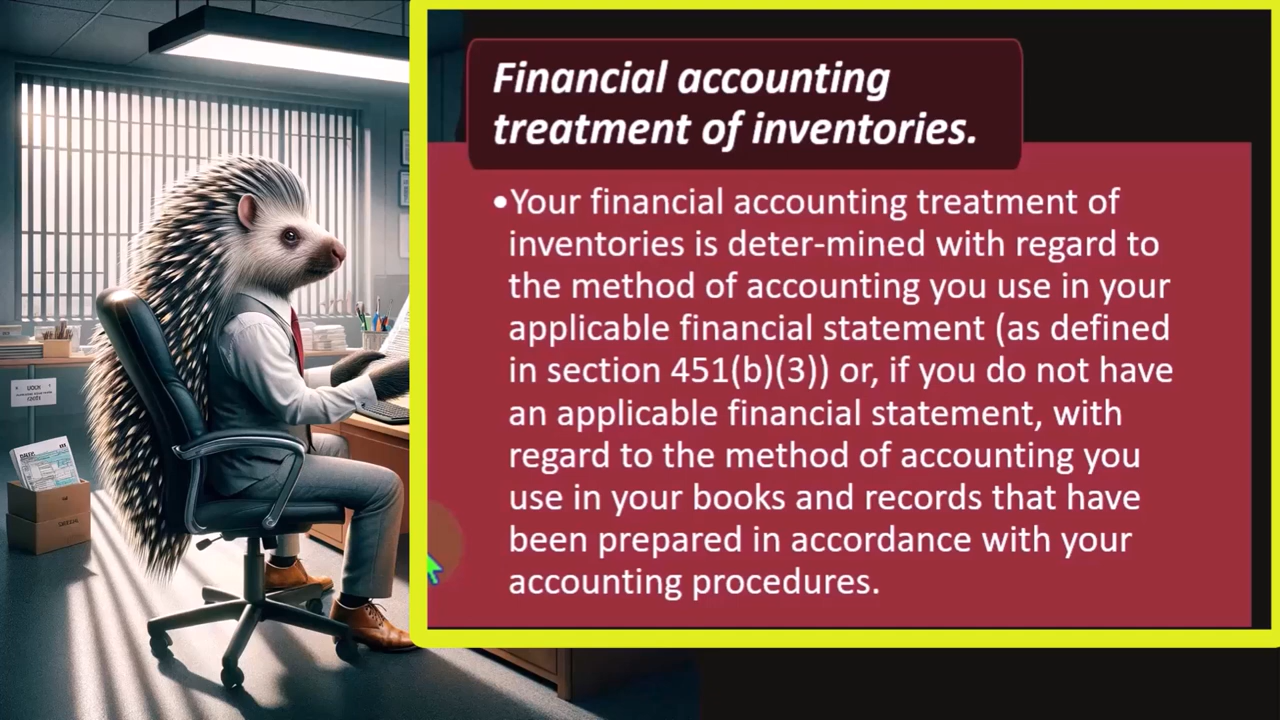 Financial accounting
treatment of inventories.
•Your financial accounting treatment of
inventories is deter-mined with regard to
the method of accounting you use in your
applicable financial statement (as defined
in section 451(b)(3)) or, if you do not have
an applicable financial statement, with
regard to the method of accounting you
use in your books and records that have
been prepared in accordance with your
accounting procedures.